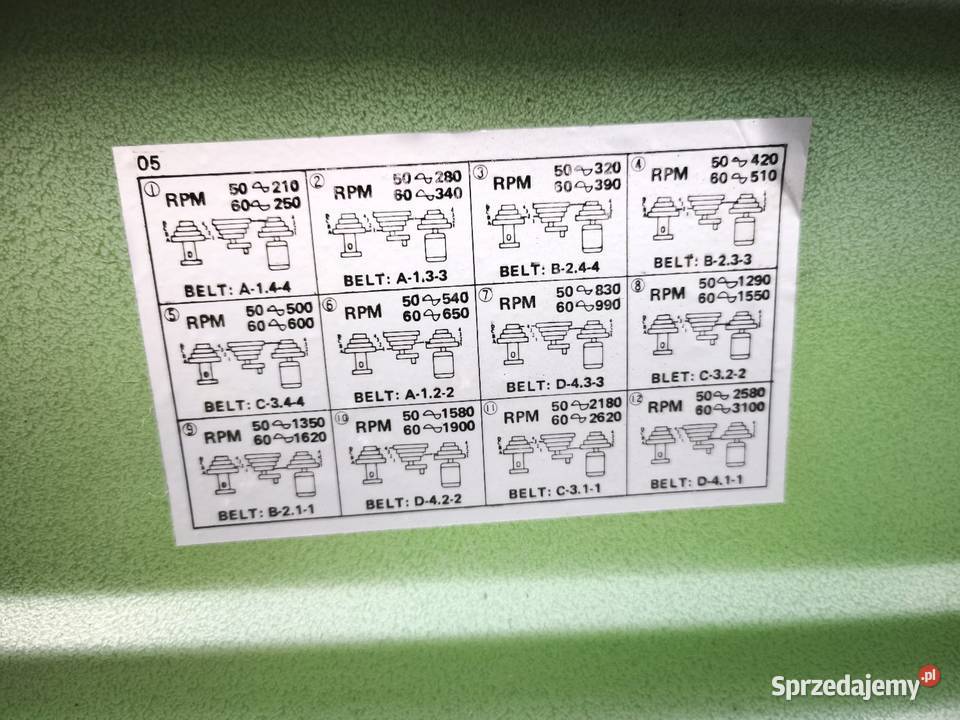 05
① RPM 50∿210
60∿250
BELT: A-1.4-4
② RPM 50∿280
60∿340
BELT: A-1.3-3
③ RPM 50∿320
60∿390
BELT: B-2.4-4
④ RPM 50∿420
60∿510
BELT: B-2.3-3
⑤ RPM 50∿500
60∿600
BELT: C-3.4-4
⑥ RPM 50∿540
60∿650
BELT: A-1.2-2
⑦ RPM 50∿830
60∿990
BELT: D-4.3-3
⑧ RPM 50∿1290
60∿1550
BLET: C-3.2-2
⑨ RPM 50∿1350
60∿1620
BELT: B-2.1-1
⑩ RPM 50∿1580
60∿1900
BELT: D-4.2-2
⑪ RPM 50∿2180
60∿2620
BELT: C-3.1-1
⑫ RPM 50∿2580
60∿3100
BELT: D-4.1-1
Sprzedajemy.pl